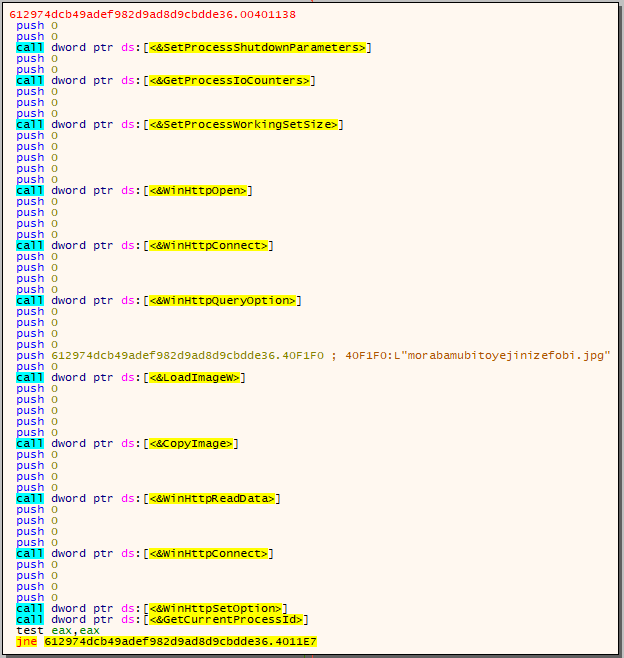 612974dcb49adef982d9ad8d9cbdde36.00401138
push 0
push 0
call dword ptr ds:[<&SetProcessShutdownParameters>]
push 0
push 0
call dword ptr ds:[<&GetProcessIoCounters>]
push 0
push 0
push 0
call dword ptr ds:[<&SetProcessWorkingSetSize>]
push 0
push 0
push 0
push 0
push 0
call dword ptr ds:[<&WinHttpOpen>]
push 0
push 0
push 0
push 0
call dword ptr ds:[<&WinHttpConnect>]
push 0
push 0
push 0
push 0
call dword ptr ds:[<&WinHttpQueryOption>]
push 0
push 0
push 0
push 0
push 612974dcb49adef982d9ad8d9cbdde36.40F1F0 ; 40F1F0:L"morabamubitoyejinizefobi.jpg"
push 0
call dword ptr ds:[<&LoadImageW>]
push 0
push 0
push 0
push 0
push 0
call dword ptr ds:[<&CopyImage>]
push 0
push 0
push 0
push 0
call dword ptr ds:[<&WinHttpReadData>]
push 0
push 0
push 0
push 0
call dword ptr ds:[<&WinHttpConnect>]
push 0
push 0
push 0
push 0
call dword ptr ds:[<&WinHttpSetOption>]
call dword ptr ds:[<&GetCurrentProcessId>]
test eax,eax
jne 612974dcb49adef982d9ad8d9cbdde36.4011E7